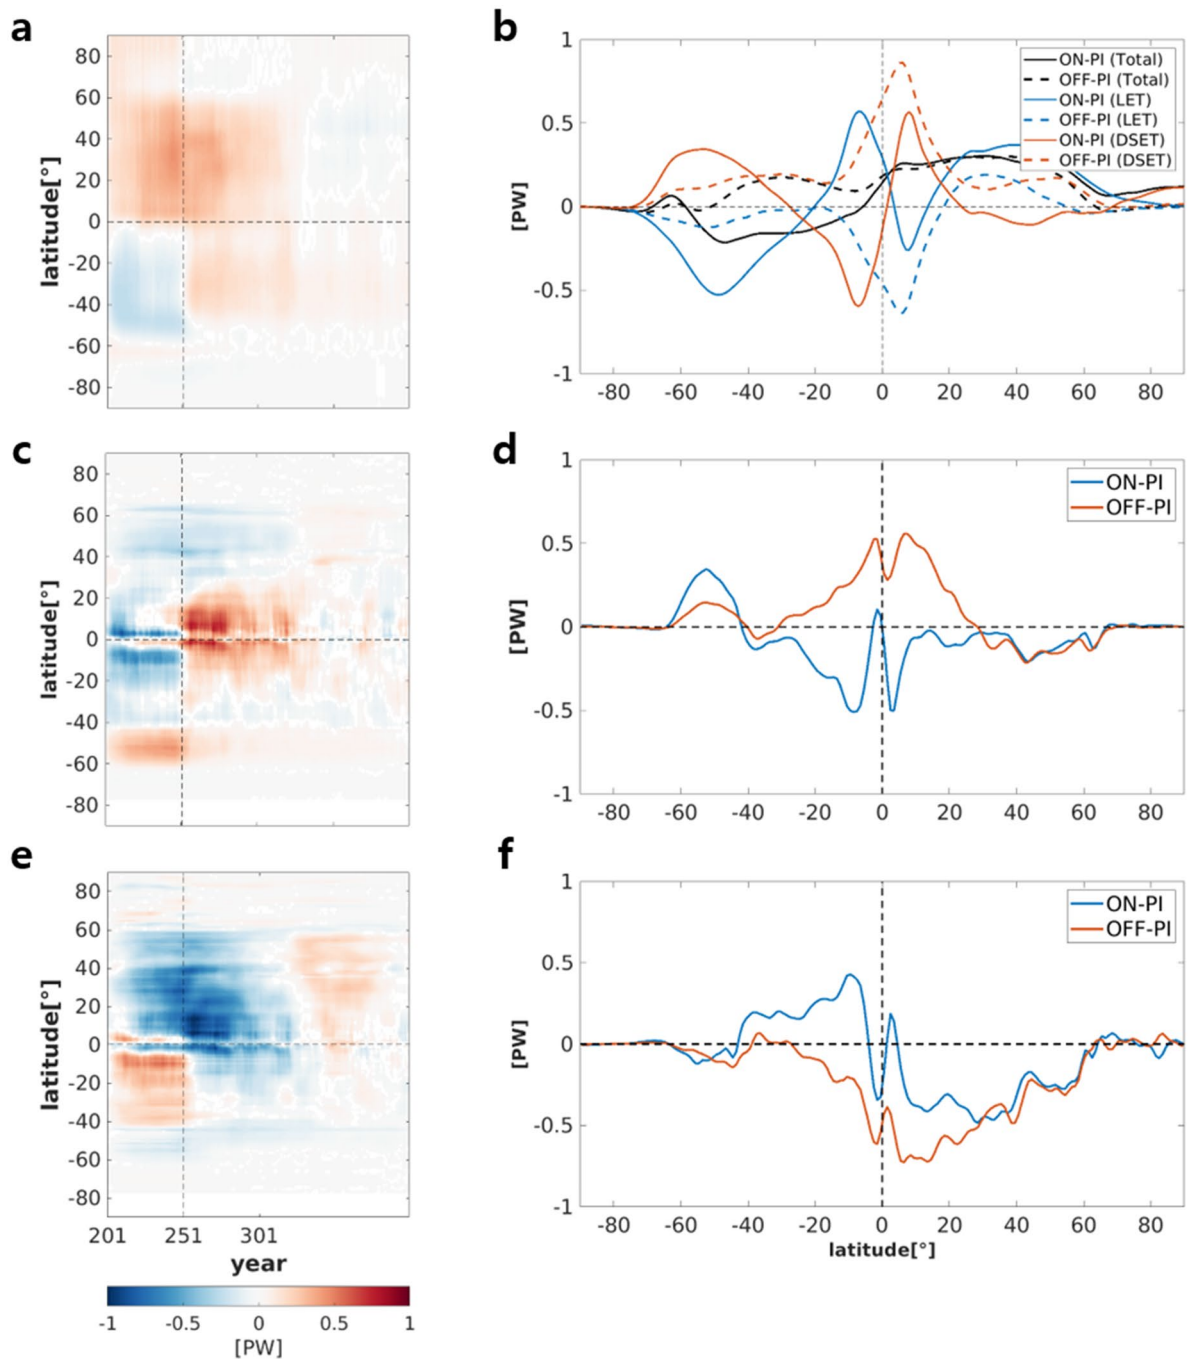 a
80
60
40
20
0
-20
-40
-60
-80
latitude[°]
b
1
0.5
0
-0.5
-1
[PW]
ON-PI (Total)
OFF-PI (Total)
ON-PI (LET)
OFF-PI (LET)
ON-PI (DSET)
OFF-PI (DSET)
-80 -60 -40 -20 0 20 40 60 80
c
80
60
40
20
0
-20
-40
-60
-80
latitude[°]
d
1
0.5
0
-0.5
-1
[PW]
ON-PI
OFF-PI
-80 -60 -40 -20 0 20 40 60 80
e
80
60
40
20
0
-20
-40
-60
-80
latitude[°]
201 251 301
year
-1 -0.5 0 0.5 1
[PW]
f
1
0.5
0
-0.5
-1
[PW]
ON-PI
OFF-PI
-80 -60 -40 -20 0 20 40 60 80
latitude[°]